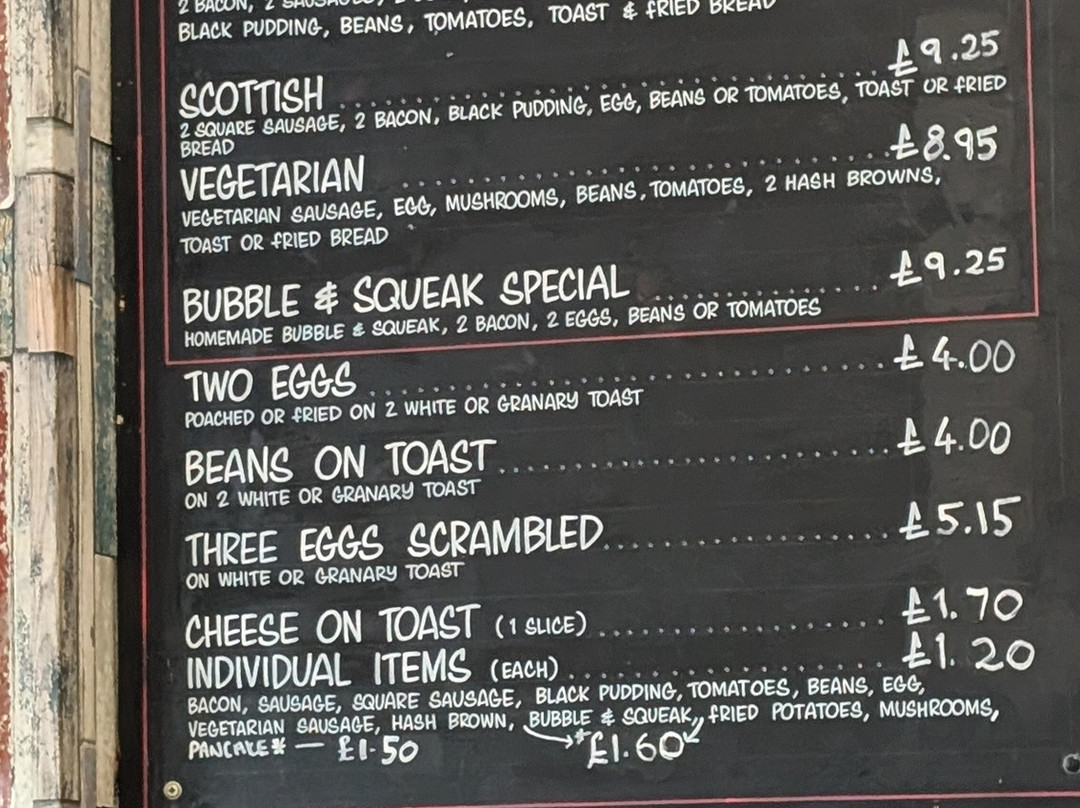 2 BACON, 2 SAUSAGES, 2
BLACK PUDDING, BEANS, TOMATOES, TOAST & FRIED BREAD
SCOTTISH £9.25
2 SQUARE SAUSAGE, 2 BACON, BLACK PUDDING, EGG, BEANS OR TOMATOES, TOAST OR FRIED
BREAD
VEGETARIAN £8.95
VEGETARIAN SAUSAGE, EGG, MUSHROOMS, BEANS, TOMATOES, 2 HASH BROWNS,
TOAST OR FRIED BREAD
BUBBLE & SQUEAK SPECIAL £9.25
HOMEMADE BUBBLE & SQUEAK, 2 BACON, 2 EGGS, BEANS OR TOMATOES
TWO EGGS £4.00
POACHED OR FRIED ON 2 WHITE OR GRANARY TOAST
BEANS ON TOAST £4.00
ON 2 WHITE OR GRANARY TOAST
THREE EGGS SCRAMBLED £5.15
ON WHITE OR GRANARY TOAST
CHEESE ON TOAST (1 SLICE) £1.70
INDIVIDUAL ITEMS (EACH) £1.20
BACON, SAUSAGE, SQUARE SAUSAGE, BLACK PUDDING, TOMATOES, BEANS, EGG,
VEGETARIAN SAUSAGE, HASH BROWN, BUBBLE & SQUEAK, FRIED POTATOES, MUSHROOMS,
PANCAKE* — £1.50 *£1.60